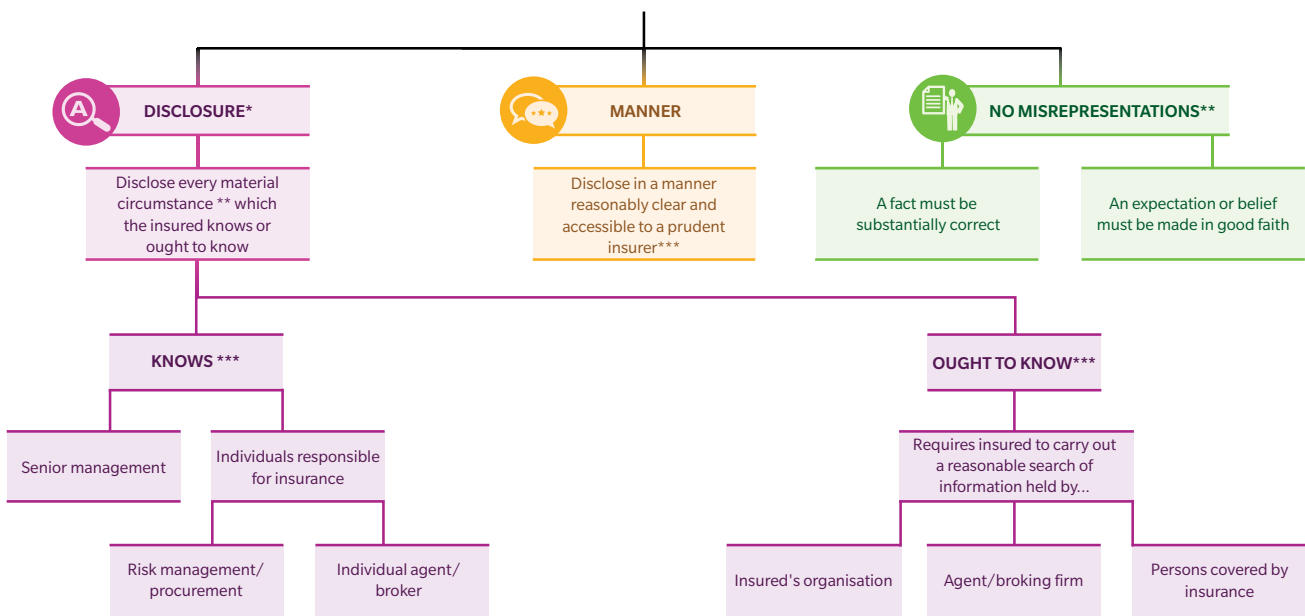 A
DISCLOSURE*
MANNER
NO MISREPRESENTATIONS**
Disclose every material
circumstance ** which
the insured knows or
ought to know
Disclose in a manner
reasonably clear and
accessible to a prudent
insurer***
A fact must be
substantially correct
An expectation or belief
must be made in good faith
KNOWS ***
OUGHT TO KNOW***
Senior management
Individuals responsible
for insurance
Requires insured to carry out
a reasonable search of
information held by...
Risk management/
procurement
Individual agent/
broker
Insured's organisation
Agent/broking firm
Persons covered by
insurance